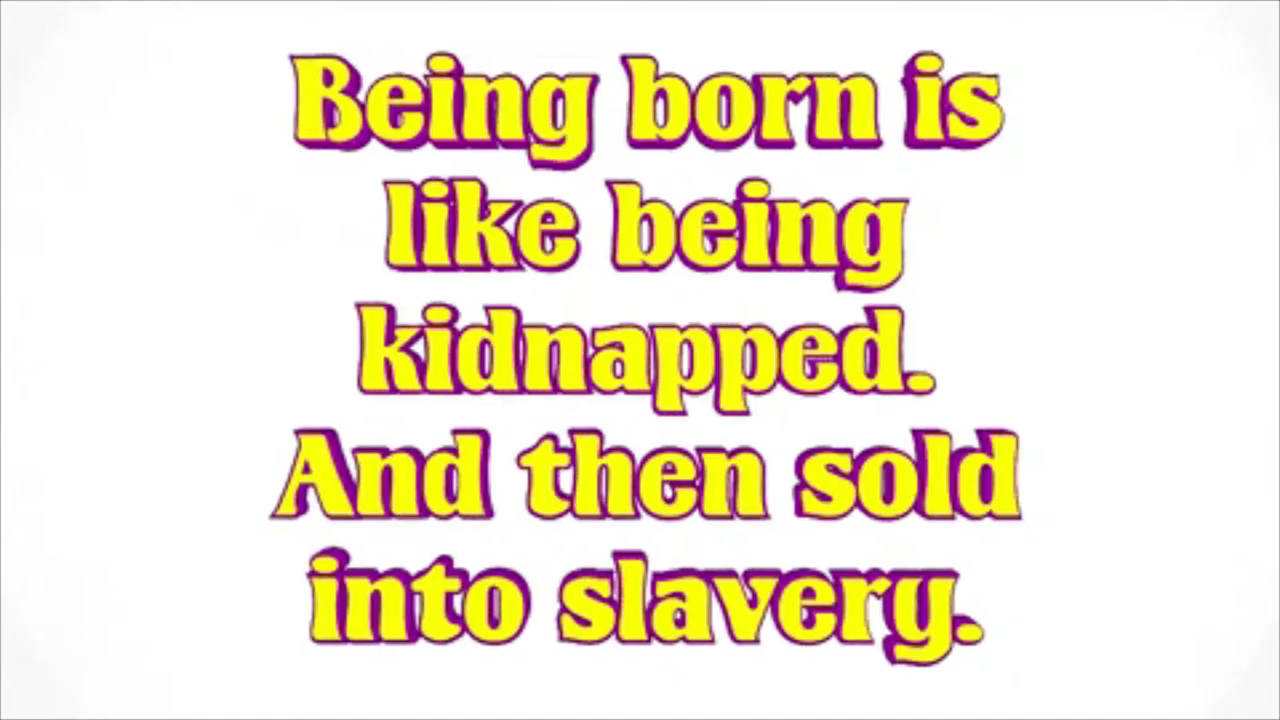 Being born is
like being
kidnapped.
And then sold
into slavery.